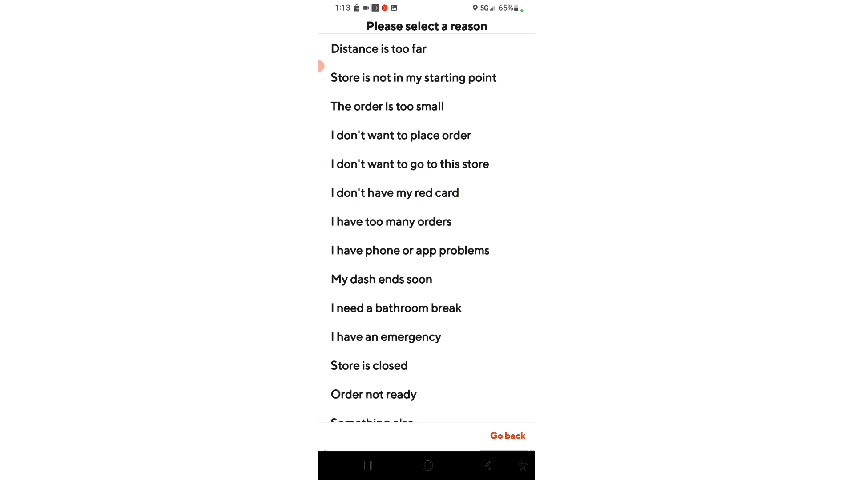 1:13 5G 65%
Please select a reason
Distance is too far
Store is not in my starting point
The order is too small
I don't want to place order
I don't want to go to this store
I don't have my red card
I have too many orders
I have phone or app problems
My dash ends soon
I need a bathroom break
I have an emergency
Store is closed
Order not ready
Something else
Go back